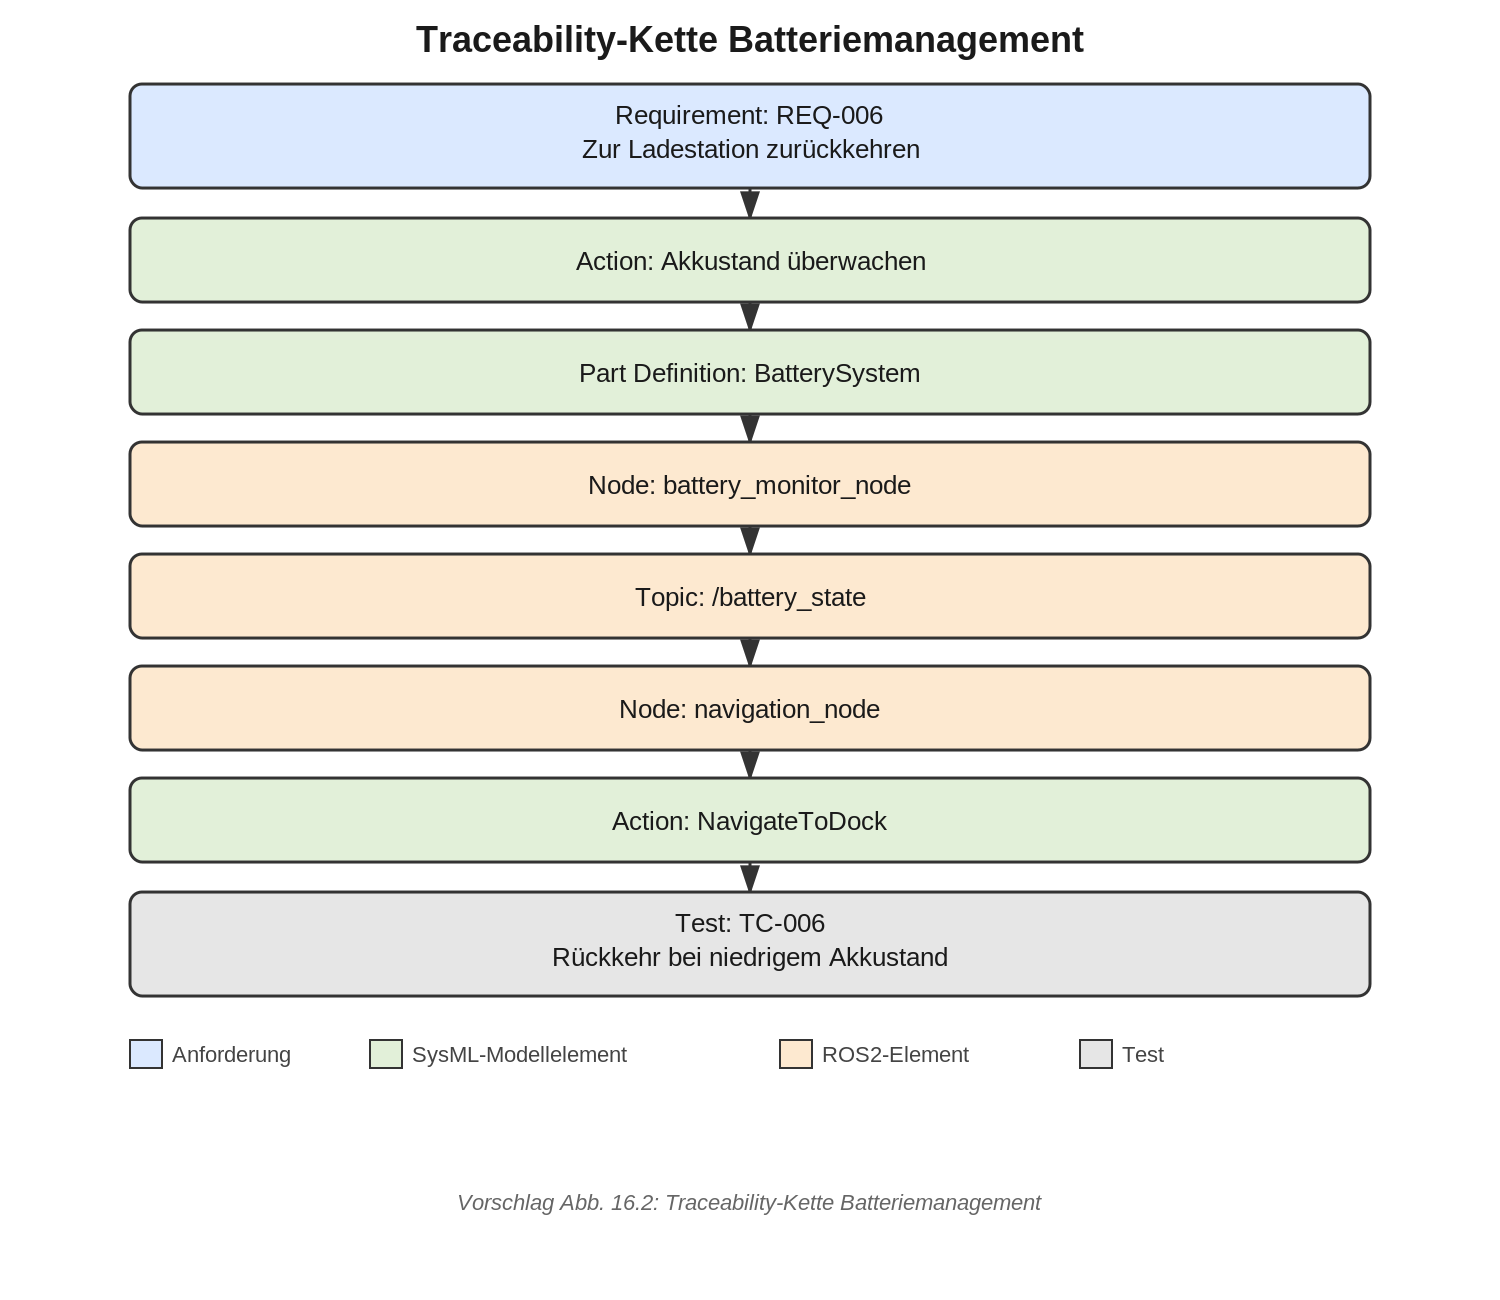 Traceability-Kette Batteriemanagement
Requirement: REQ-006
Zur Ladestation zurückkehren
Action: Akkustand überwachen
Part Definition: BatterySystem
Node: battery_monitor_node
Topic: /battery_state
Node: navigation_node
Action: NavigateToDock
Test: TC-006
Rückkehr bei niedrigem Akkustand
Anforderung
SysML-Modellelement
ROS2-Element
Test
Vorschlag Abb. 16.2: Traceability-Kette Batteriemanagement